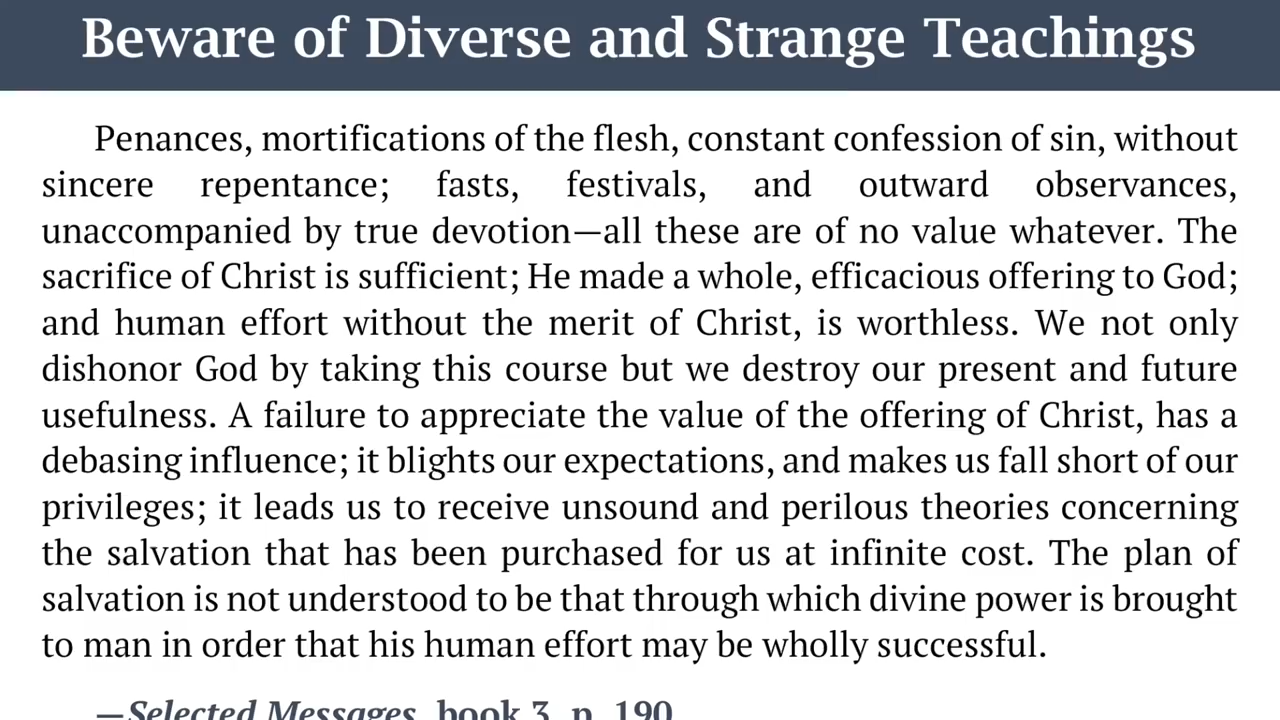 Beware of Diverse and Strange Teachings
Penances, mortifications of the flesh, constant confession of sin, without
sincere repentance; fasts, festivals, and outward observances,
unaccompanied by true devotion—all these are of no value whatever. The
sacrifice of Christ is sufficient; He made a whole, efficacious offering to God;
and human effort without the merit of Christ, is worthless. We not only
dishonor God by taking this course but we destroy our present and future
usefulness. A failure to appreciate the value of the offering of Christ, has a
debasing influence; it blights our expectations, and makes us fall short of our
privileges; it leads us to receive unsound and perilous theories concerning
the salvation that has been purchased for us at infinite cost. The plan of
salvation is not understood to be that through which divine power is brought
to man in order that his human effort may be wholly successful.
—Selected Messages, book 3, p. 190